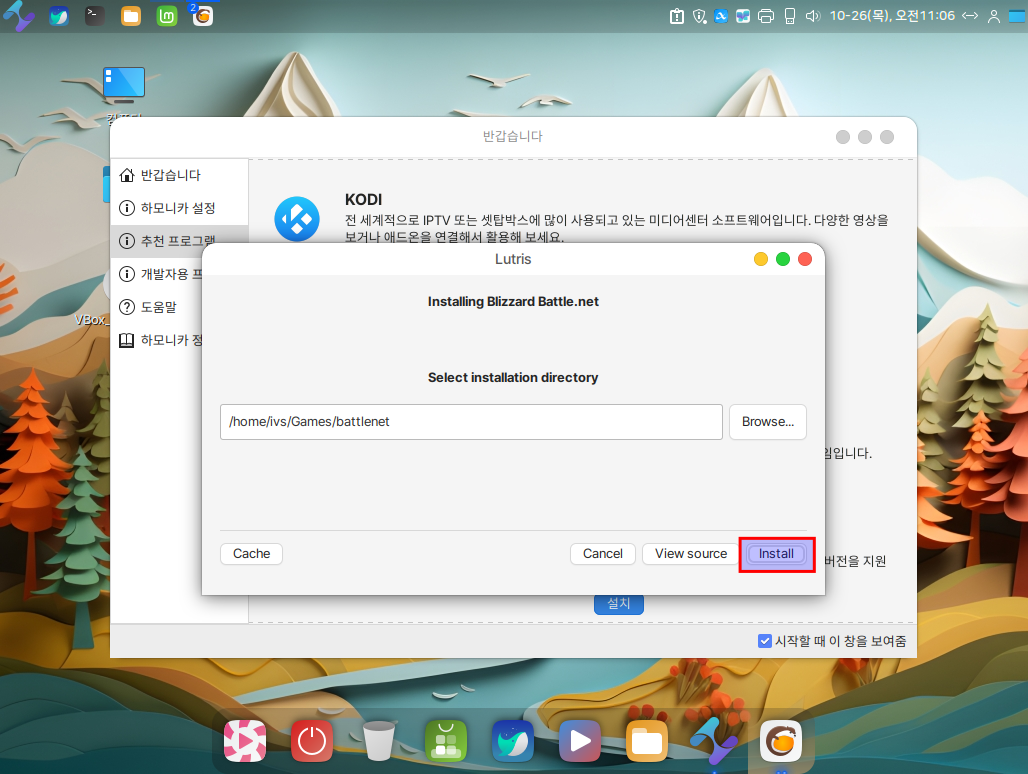 2
10-26(목), 오전11:06
반갑습니다
반갑습니다
하모니카 설정
추천 프로그램
개발자용 프
도움말
하모니카 정
KODI
전 세계적으로 IPTV 또는 셋탑박스에 많이 사용되고 있는 미디어센터 소프트웨어입니다. 다양한 영상을
보거나 애드온을 연결해서 활용해 보세요.
VBox_
Lutris
Installing Blizzard Battle.net
Select installation directory
/home/ivs/Games/battlenet
Browse...
임입니다.
Cache
Cancel
View source
Install
버전을 지원
설치
시작할 때 이 창을 보여줌